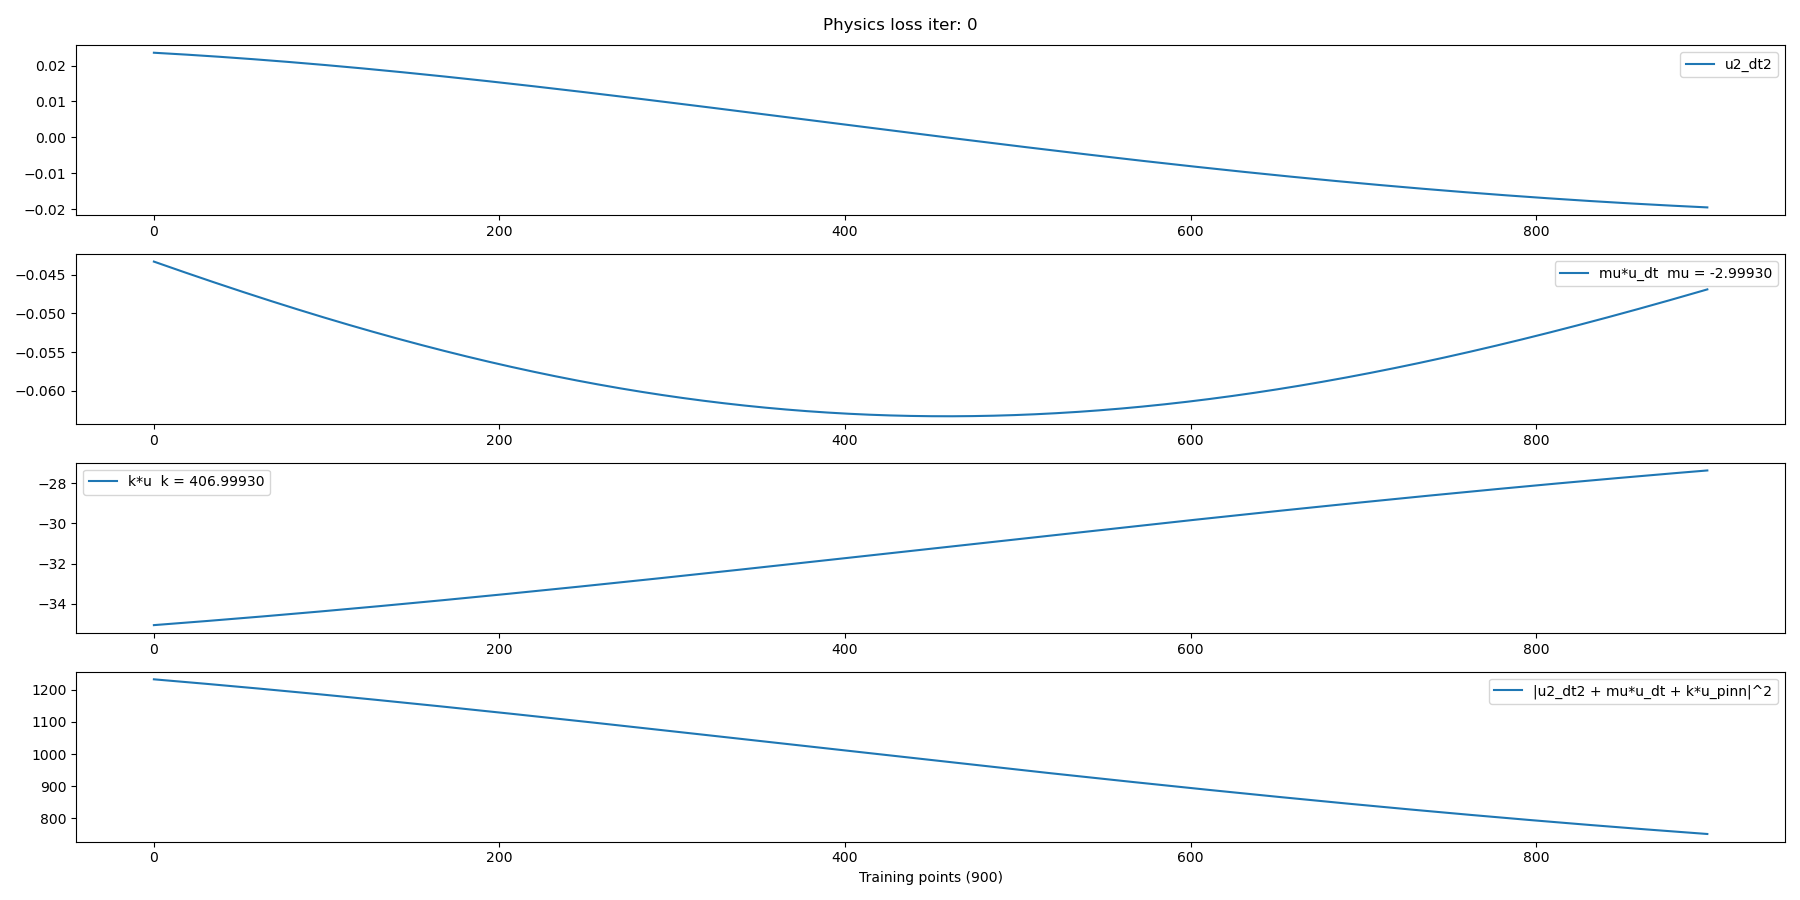 Physics loss iter: 0
0.02
0.01
0.00
−0.01
−0.02
u2_dt2
0 200 400 600 800
−0.045
−0.050
−0.055
−0.060
mu*u_dt  mu = -2.99930
0 200 400 600 800
−28
−30
−32
−34
k*u  k = 406.99930
0 200 400 600 800
1200
1100
1000
900
800
|u2_dt2 + mu*u_dt + k*u_pinn|^2
0 200 400 600 800
Training points (900)